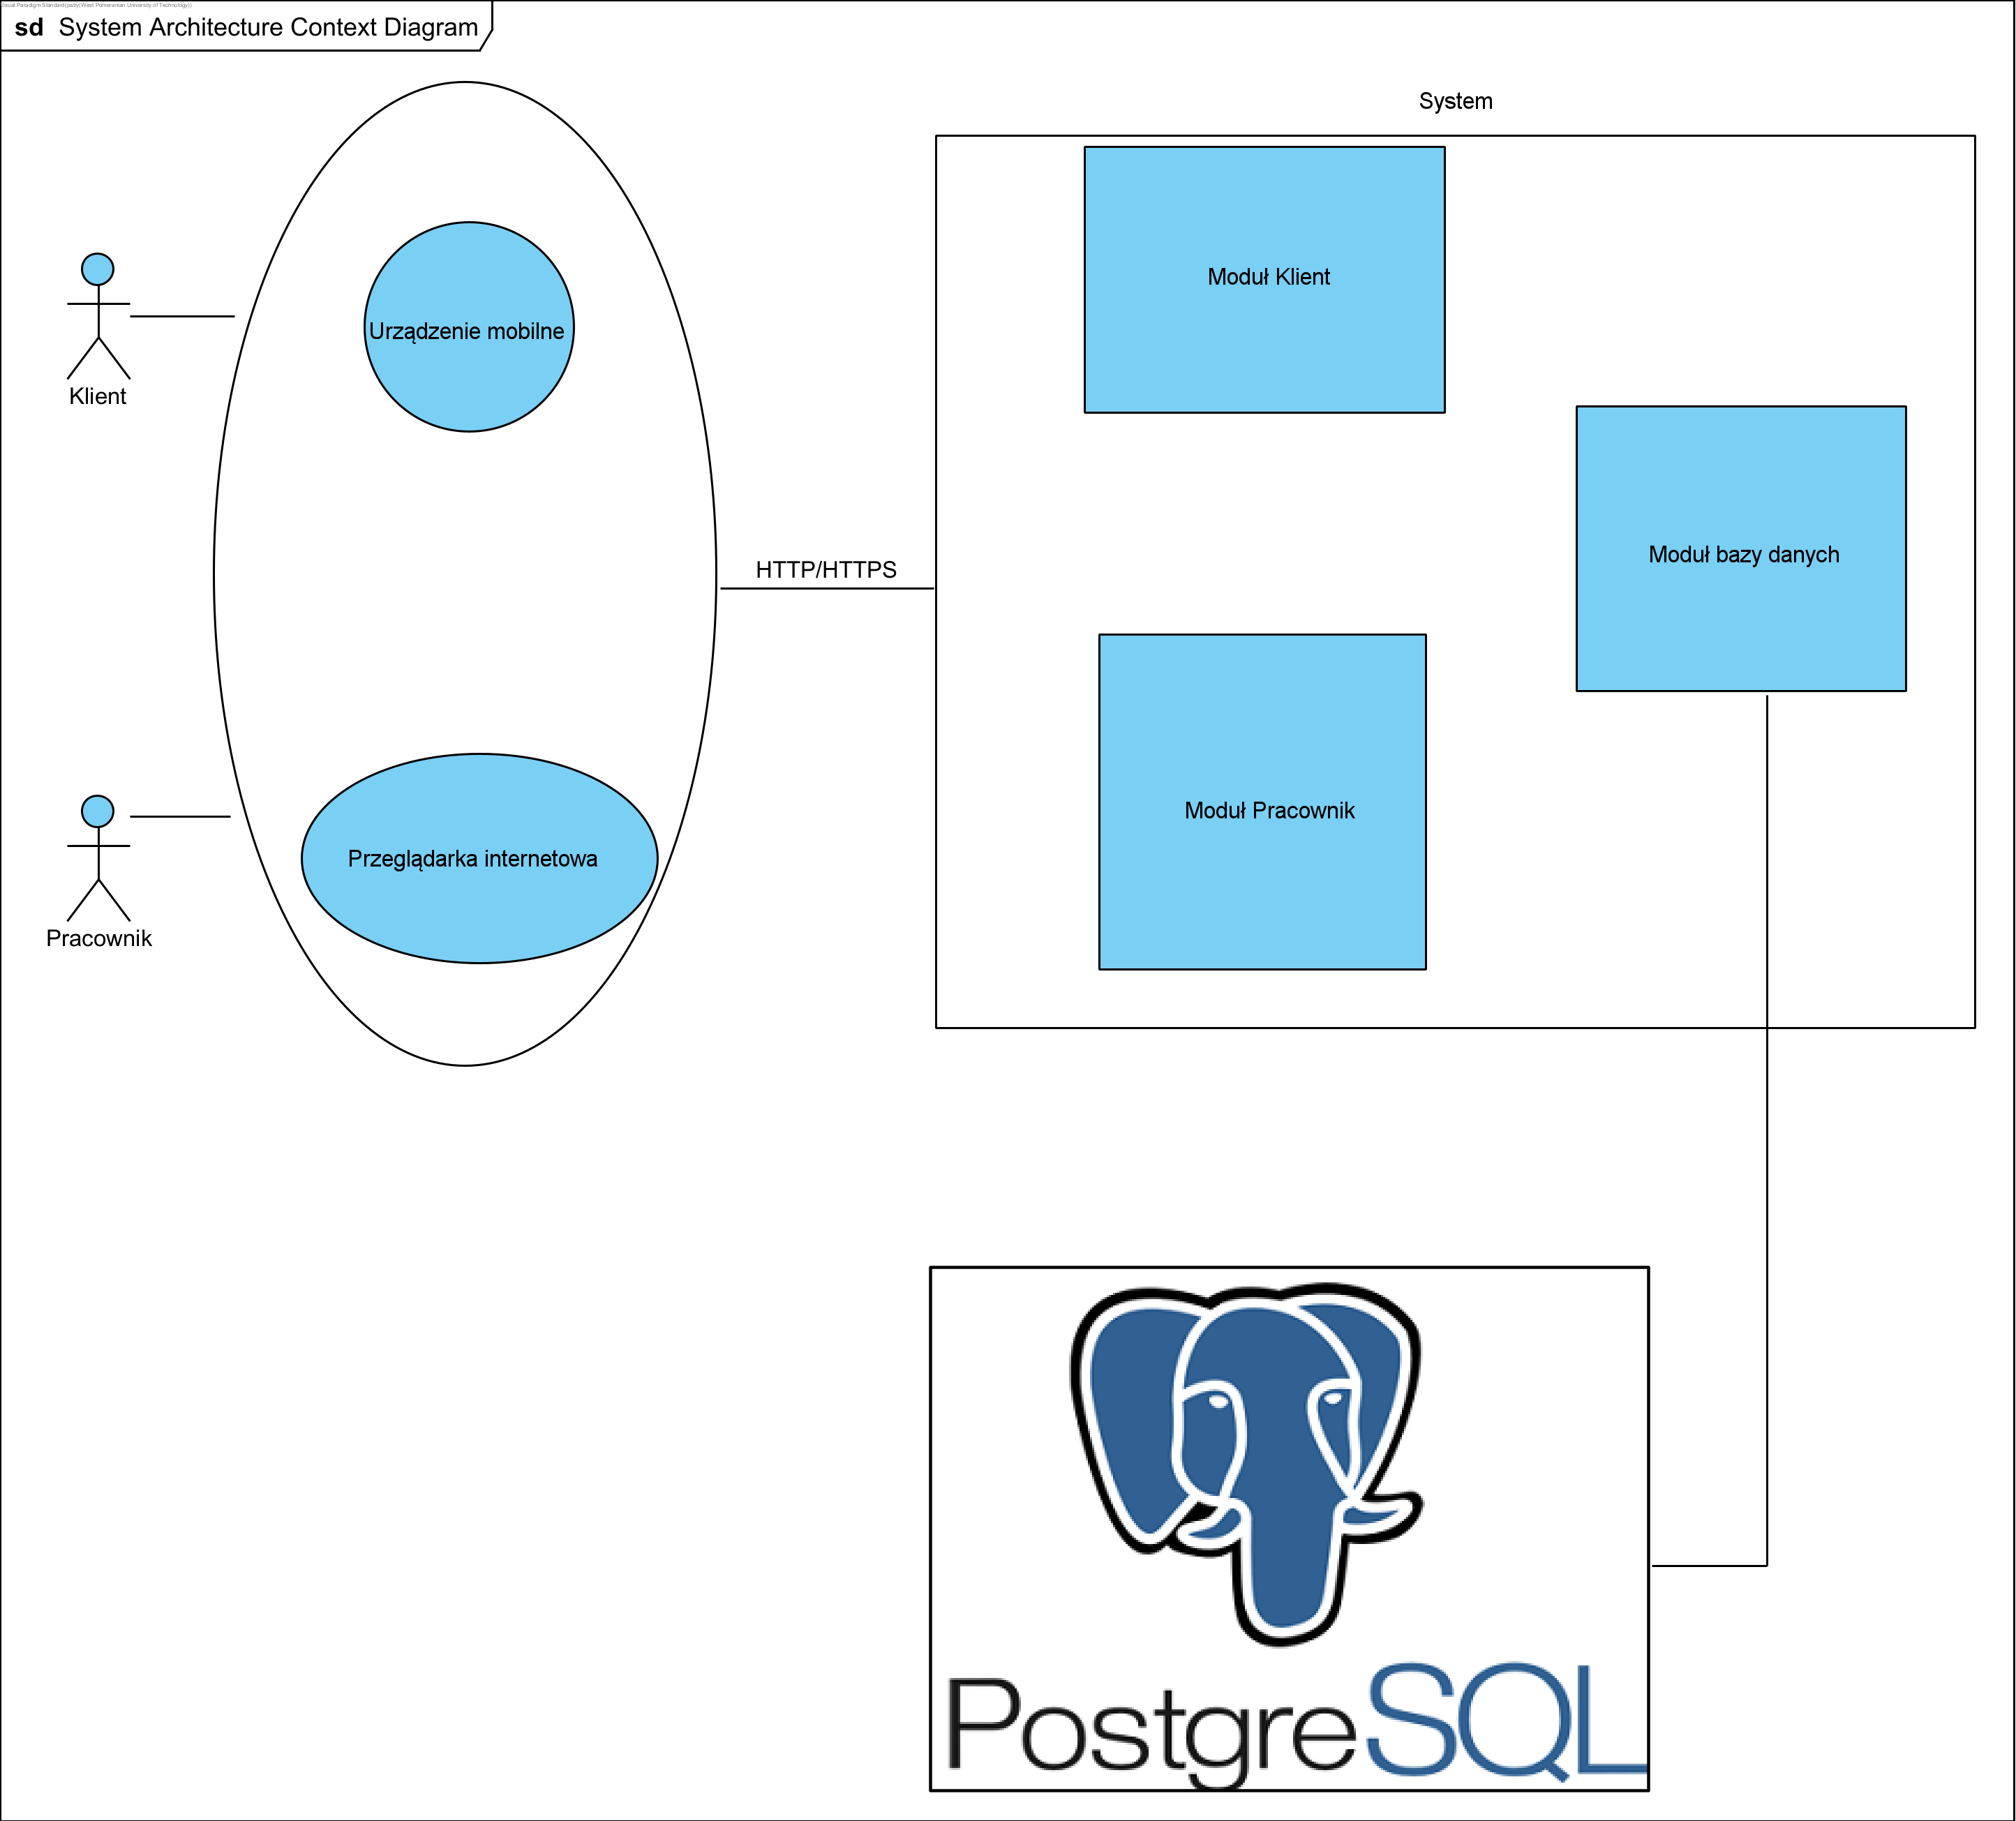 Visual Paradigm Standard(patryk(West Pomeranian University of Technology))
sd System Architecture Context Diagram
System
Moduł Klient
Urządzenie mobilne
Klient
Moduł bazy danych
HTTP/HTTPS
Moduł Pracownik
Przeglądarka internetowa
Pracownik
PostgreSQL